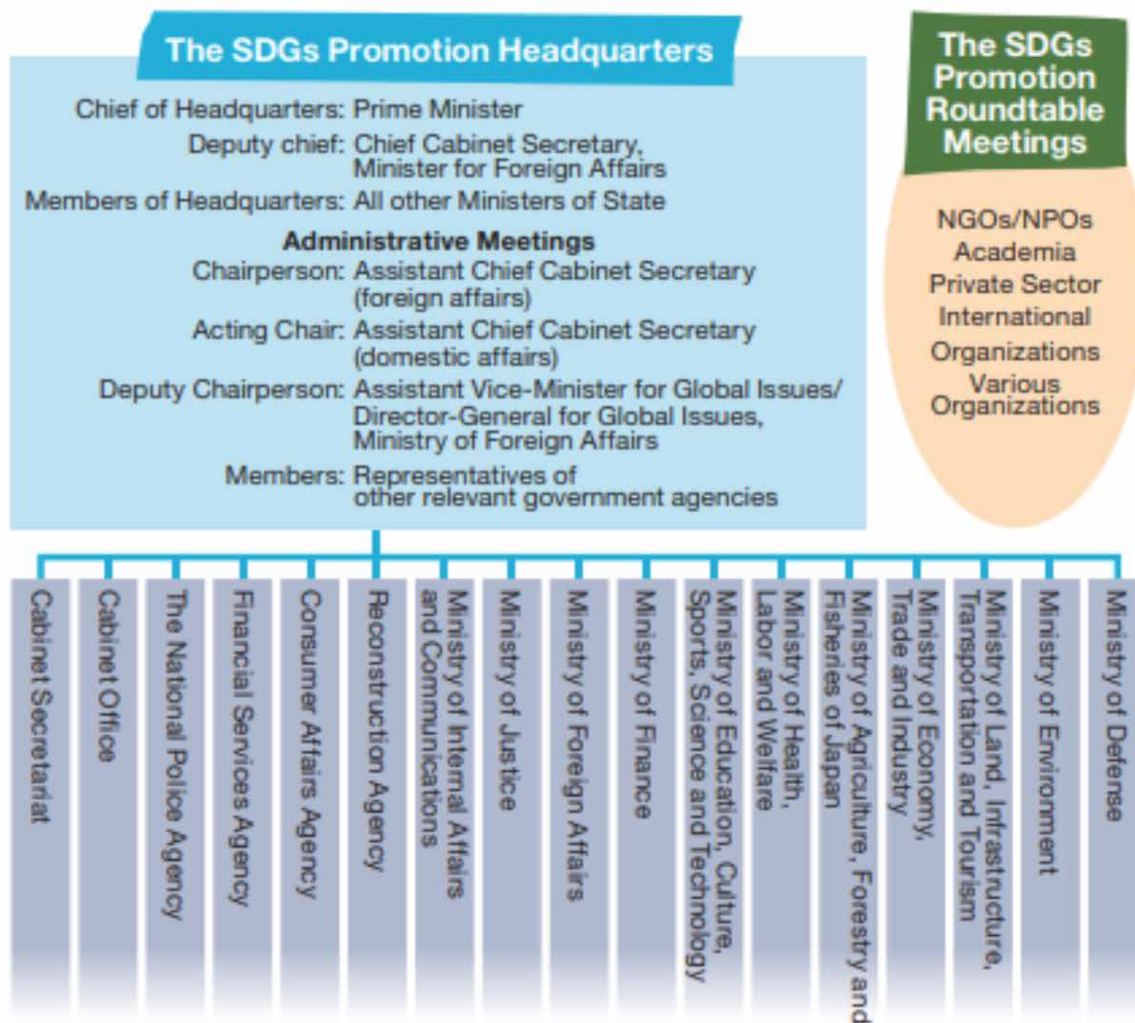 The SDGs Promotion Headquarters
Chief of Headquarters: Prime Minister
Deputy chief: Chief Cabinet Secretary,
Minister for Foreign Affairs
Members of Headquarters: All other Ministers of State
Administrative Meetings
Chairperson: Assistant Chief Cabinet Secretary
(foreign affairs)
Acting Chair: Assistant Chief Cabinet Secretary
(domestic affairs)
Deputy Chairperson: Assistant Vice-Minister for Global Issues/
Director-General for Global Issues,
Ministry of Foreign Affairs
Members: Representatives of
other relevant government agencies
The SDGs
Promotion
Roundtable
Meetings
NGOs/NPOs
Academia
Private Sector
International
Organizations
Various
Organizations
Cabinet Secretariat
Cabinet Office
The National Police Agency
Financial Services Agency
Consumer Affairs Agency
Reconstruction Agency
Ministry of Internal Affairs
and Communications
Ministry of Justice
Ministry of Foreign Affairs
Ministry of Finance
Ministry of Education, Culture,
Sports, Science and Technology
Ministry of Health,
Labor and Welfare
Ministry of Agriculture, Forestry and
Fisheries of Japan
Ministry of Economy,
Trade and Industry
Ministry of Land, Infrastructure,
Transportation and Tourism
Ministry of Environment
Ministry of Defense